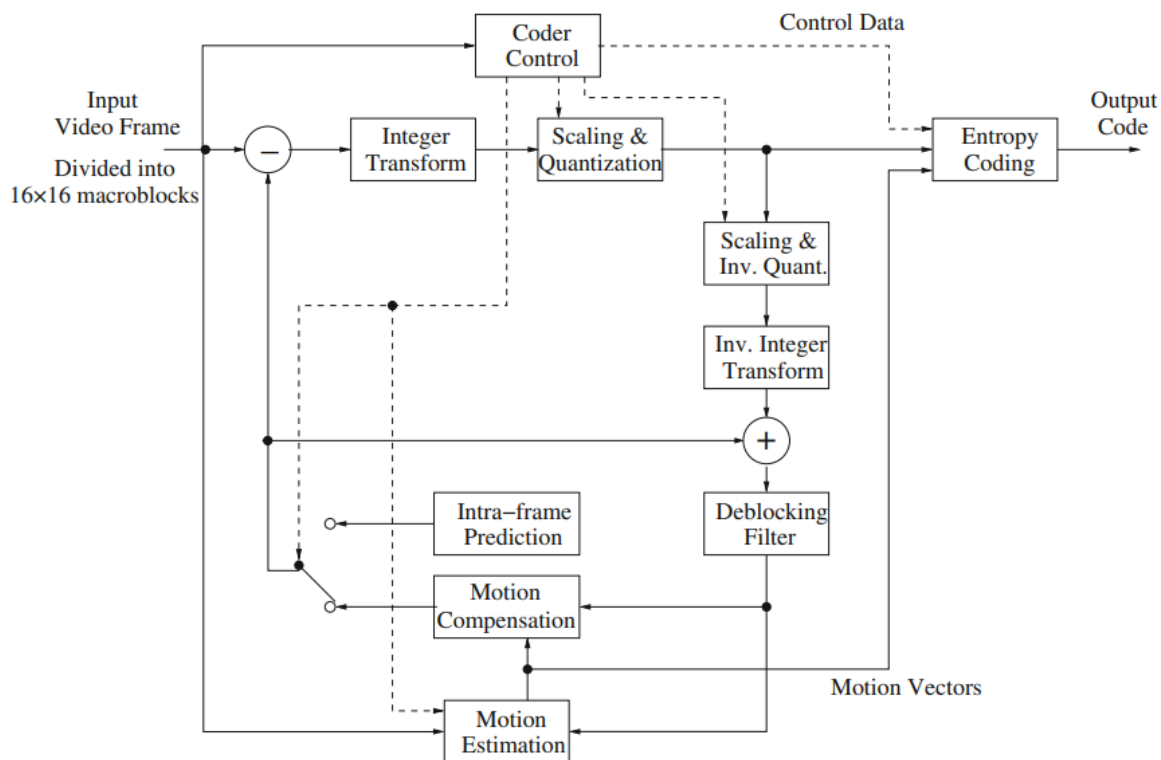 Coder
Control
Control Data
Input
Video Frame
Divided into
16×16 macroblocks
−
Integer
Transform
Scaling &
Quantization
Entropy
Coding
Output
Code
Scaling &
Inv. Quant.
Inv. Integer
Transform
+
Deblocking
Filter
Intra−frame
Prediction
Motion
Compensation
Motion Vectors
Motion
Estimation